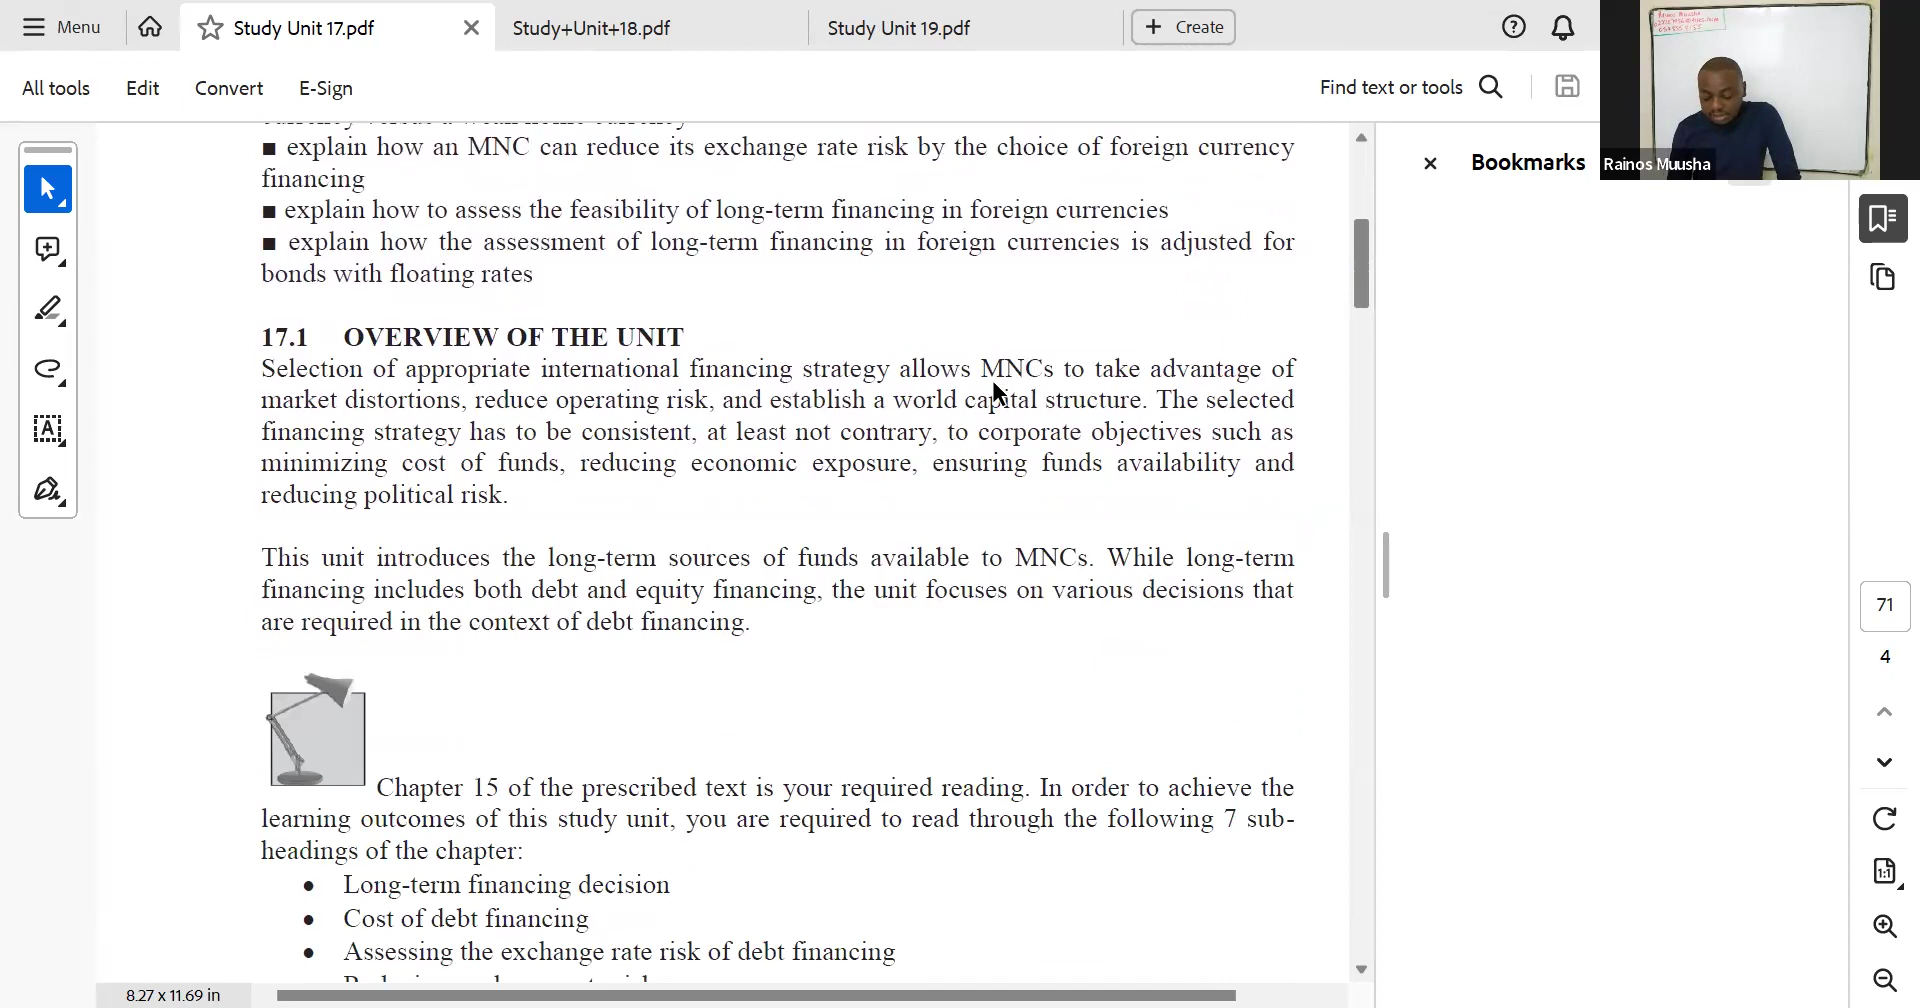 Menu
Study Unit 17.pdf
Study+Unit+18.pdf
Study Unit 19.pdf
Create
All tools
Edit
Convert
E-Sign
Find text or tools
Rainos Muusha
■ explain how an MNC can reduce its exchange rate risk by the choice of foreign currency
financing
■ explain how to assess the feasibility of long-term financing in foreign currencies
■ explain how the assessment of long-term financing in foreign currencies is adjusted for
bonds with floating rates
17.1 OVERVIEW OF THE UNIT
Selection of appropriate international financing strategy allows MNCs to take advantage of
market distortions, reduce operating risk, and establish a world capital structure. The selected
financing strategy has to be consistent, at least not contrary, to corporate objectives such as
minimizing cost of funds, reducing economic exposure, ensuring funds availability and
reducing political risk.
This unit introduces the long-term sources of funds available to MNCs. While long-term
financing includes both debt and equity financing, the unit focuses on various decisions that
are required in the context of debt financing.
Chapter 15 of the prescribed text is your required reading. In order to achieve the
learning outcomes of this study unit, you are required to read through the following 7 sub-
headings of the chapter:
• Long-term financing decision
• Cost of debt financing
• Assessing the exchange rate risk of debt financing
8.27 x 11.69 in
Bookmarks
71
4